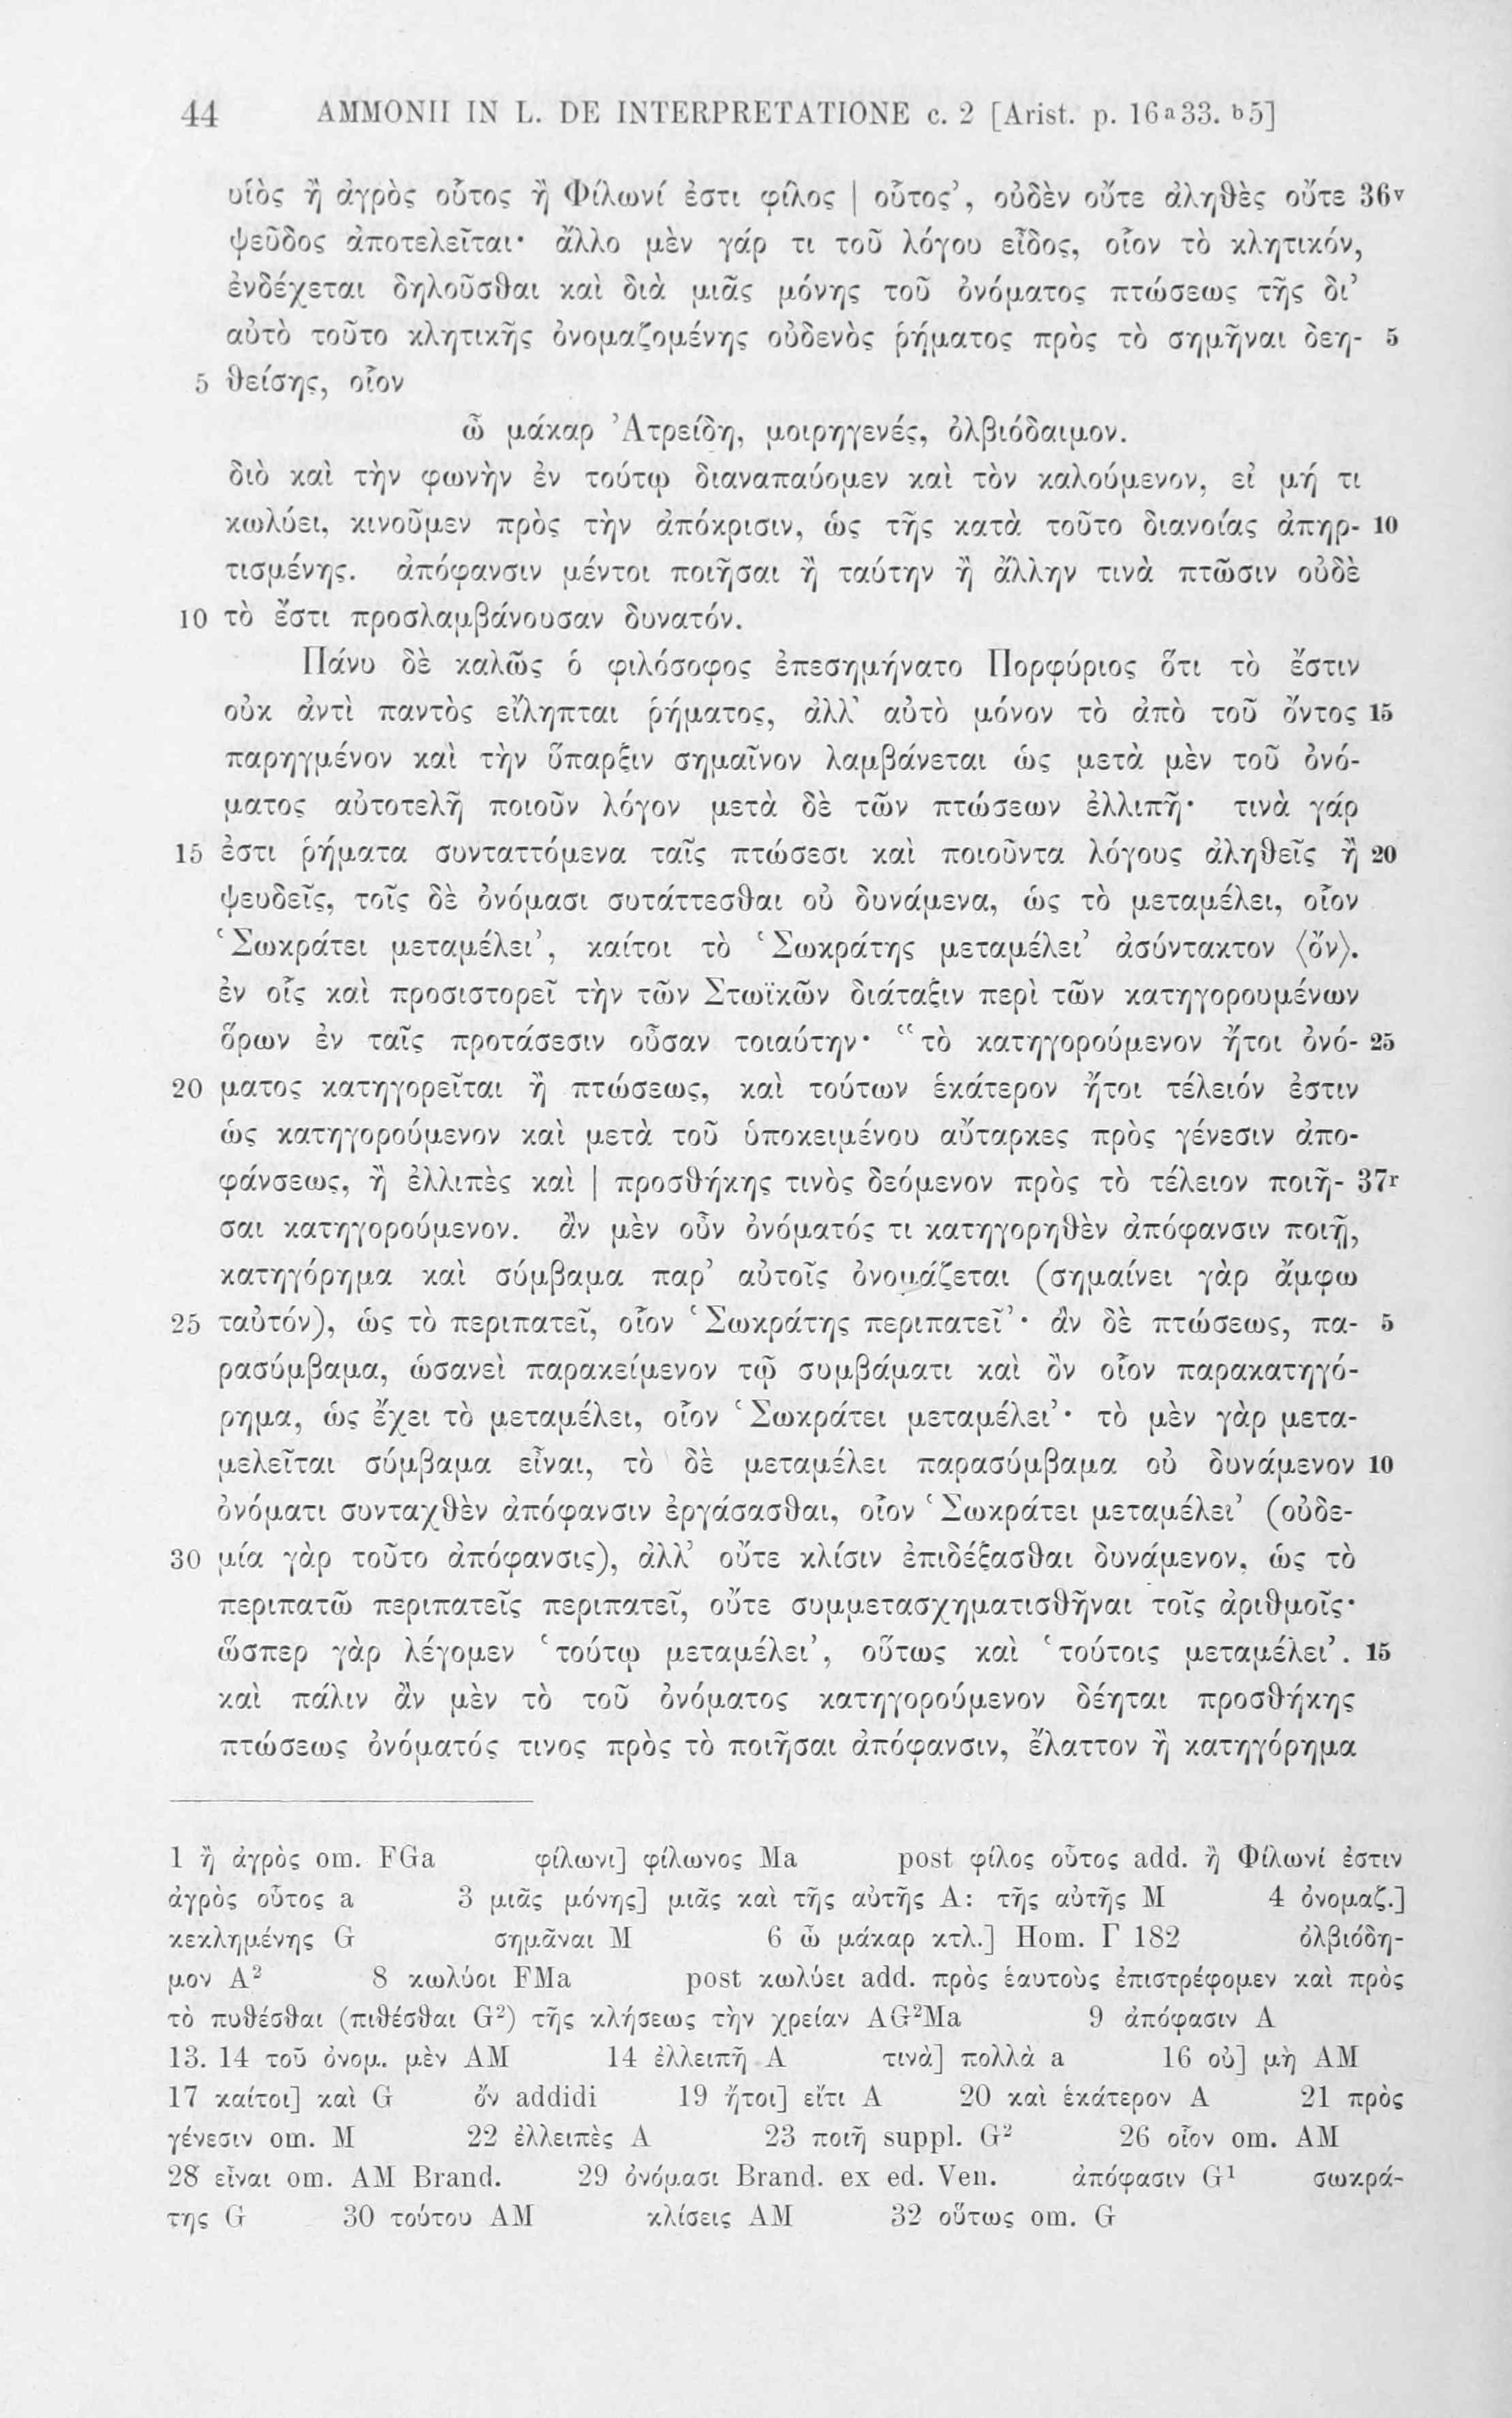 44 AMMONII IN L. DE INTERPRETATIONE c. 2 [Arist. p. 16a33. b5]
υἱὸς ἢ ἀγρὸς οὗτος ἢ Φίλωνί ἐστι φίλος | οὗτος’, οὐδὲν οὔτε ἀληθὲς οὔτε 36v
ψεῦδος ἀποτελεῖται· ἄλλο μὲν γάρ τι τοῦ λόγου εἶδος, οἷον τὸ κλητικόν,
ἐνδέχεται δηλοῦσθαι καὶ διὰ μιᾶς μόνης τοῦ ὀνόματος πτώσεως τῆς δι’
αὐτὸ τοῦτο κλητικῆς ὀνομαζομένης οὐδενὸς ῥήματος πρὸς τὸ σημῆναι δεη- 5
5 θείσης, οἷον
ὦ μάκαρ Ἀτρείδη, μοιρηγενές, ὀλβιόδαιμον.
διὸ καὶ τὴν φωνὴν ἐν τούτῳ διαναπαύομεν καὶ τὸν καλούμενον, εἰ μή τι
κωλύει, κινοῦμεν πρὸς τὴν ἀπόκρισιν, ὡς τῆς κατὰ τοῦτο διανοίας ἀπηρ- 10
τισμένης. ἀπόφανσιν μέντοι ποιῆσαι ἢ ταύτην ἢ ἄλλην τινὰ πτῶσιν οὐδὲ
10 τὸ ἔστι προσλαμβάνουσαν δυνατόν.
Πάνυ δὲ καλῶς ὁ φιλόσοφος ἐπεσημήνατο Πορφύριος ὅτι τὸ ἔστιν
οὐκ ἀντὶ παντὸς εἴληπται ῥήματος, ἀλλ’ αὐτὸ μόνον τὸ ἀπὸ τοῦ ὄντος 15
παρηγμένον καὶ τὴν ὕπαρξιν σημαῖνον λαμβάνεται ὡς μετὰ μὲν τοῦ ὀνό-
ματος αὐτοτελῆ ποιοῦν λόγον μετὰ δὲ τῶν πτώσεων ἐλλιπῆ· τινὰ γάρ
15 ἐστι ῥήματα συνταττόμενα ταῖς πτώσεσι καὶ ποιοῦντα λόγους ἀληθεῖς ἢ 20
ψευδεῖς, τοῖς δὲ ὀνόμασι συτάττεσθαι οὐ δυνάμενα, ὡς τὸ μεταμέλει, οἷον
‘Σωκράτει μεταμέλει’, καίτοι τὸ ‘Σωκράτης μεταμέλει’ ἀσύντακτον ⟨ὄν⟩.
ἐν οἷς καὶ προσιστορεῖ τὴν τῶν Στωϊκῶν διάταξιν περὶ τῶν κατηγορουμένων
ὅρων ἐν ταῖς προτάσεσιν οὖσαν τοιαύτην· “τὸ κατηγορούμενον ἤτοι ὀνό- 25
20 ματος κατηγορεῖται ἢ πτώσεως, καὶ τούτων ἑκάτερον ἤτοι τέλειόν ἐστιν
ὡς κατηγορούμενον καὶ μετὰ τοῦ ὑποκειμένου αὔταρκες πρὸς γένεσιν ἀπο-
φάνσεως, ἢ ἐλλιπὲς καὶ | προσθήκης τινὸς δεόμενον πρὸς τὸ τέλειον ποιῆ- 37r
σαι κατηγορούμενον. ἂν μὲν οὖν ὀνόματός τι κατηγορηθὲν ἀπόφανσιν ποιῇ,
κατηγόρημα καὶ σύμβαμα παρ’ αὐτοῖς ὀνομάζεται (σημαίνει γὰρ ἄμφω
25 ταὐτόν), ὡς τὸ περιπατεῖ, οἷον ‘Σωκράτης περιπατεῖ’· ἂν δὲ πτώσεως, πα- 5
ρασύμβαμα, ὡσανεὶ παρακείμενον τῷ συμβάματι καὶ ὂν οἷον παρακατηγό-
ρημα, ὡς ἔχει τὸ μεταμέλει, οἷον ‘Σωκράτει μεταμέλει’· τὸ μὲν γὰρ μετα-
μελεῖται σύμβαμα εἶναι, τὸ δὲ μεταμέλει παρασύμβαμα οὐ δυνάμενον 10
ὀνόματι συνταχθὲν ἀπόφανσιν ἐργάσασθαι, οἷον ‘Σωκράτει μεταμέλει’ (οὐδε-
30 μία γὰρ τοῦτο ἀπόφανσις), ἀλλ’ οὔτε κλίσιν ἐπιδέξασθαι δυνάμενον, ὡς τὸ
περιπατῶ περιπατεῖς περιπατεῖ, οὔτε συμμετασχηματισθῆναι τοῖς ἀριθμοῖς·
ὥσπερ γὰρ λέγομεν ‘τούτῳ μεταμέλει’, οὕτως καὶ ‘τούτοις μεταμέλει’. 15
καὶ πάλιν ἂν μὲν τὸ τοῦ ὀνόματος κατηγορούμενον δέηται προσθήκης
πτώσεως ὀνόματός τινος πρὸς τὸ ποιῆσαι ἀπόφανσιν, ἔλαττον ἢ κατηγόρημα
1 ἢ ἀγρὸς om. FGa φίλωνι] φίλωνος Ma post φίλος οὗτος add. ἢ Φίλωνί ἐστιν
ἀγρὸς οὗτος a 3 μιᾶς μόνης] μιᾶς καὶ τῆς αὐτῆς A: τῆς αὐτῆς M 4 ὀνομαζ.]
κεκλημένης G σημᾶναι M 6 ὦ μάκαρ κτλ.] Hom. Γ 182 ὀλβιόδη-
μον A² 8 κωλύοι FMa post κωλύει add. πρὸς ἑαυτοὺς ἐπιστρέφομεν καὶ πρὸς
τὸ πυθέσθαι (πιθέσθαι G²) τῆς κλήσεως τὴν χρείαν AG²Ma 9 ἀπόφασιν A
13. 14 τοῦ ὀνομ. μὲν AM 14 ἐλλειπῆ A τινὰ] πολλὰ a 16 οὐ] μὴ AM
17 καίτοι] καὶ G ὄν addidi 19 ἤτοι] εἴτι A 20 καὶ ἑκάτερον A 21 πρὸς
γένεσιν om. M 22 ἐλλειπὲς A 23 ποιῇ suppl. G² 26 οἷον om. AM
28 εἶναι om. AM Brand. 29 ὀνόμασι Brand. ex ed. Ven. ἀπόφασιν G¹ σωκρά-
της G 30 τούτου AM κλίσεις AM 32 οὕτως om. G